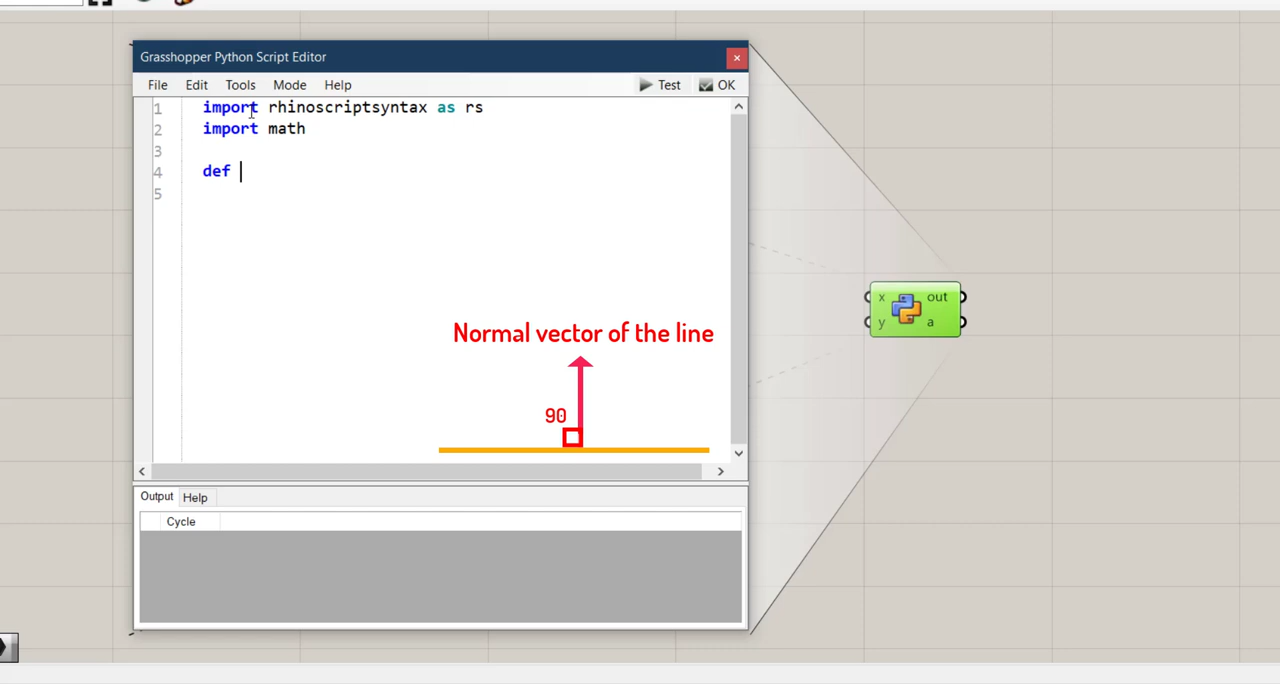 Grasshopper Python Script Editor
File Edit Tools Mode Help Test OK
1 import rhinoscriptsyntax as rs
2 import math
3
4 def
5
Normal vector of the line
90
x out
y a
Output Help
Cycle